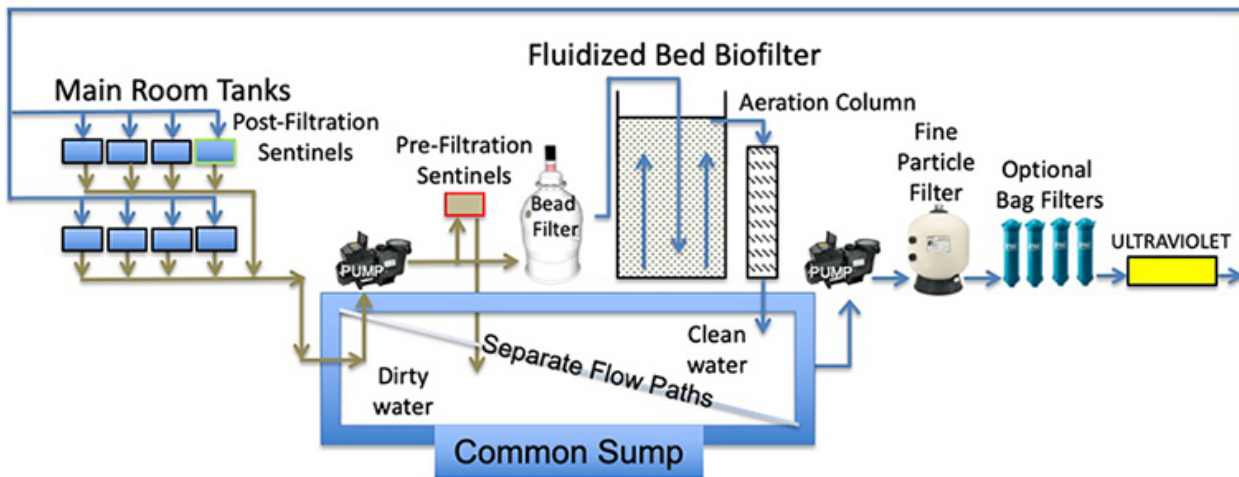 Fluidized Bed Biofilter
Main Room Tanks
Aeration Column
Post-Filtration
Sentinels
Pre-Filtration
Sentinels
Fine
Particle
Filter
Optional
Bag Filters
Bead
Filter
ULTRAVIOLET
PUMP
PUMP
Clean
water
Separate Flow Paths
Dirty
water
Common Sump